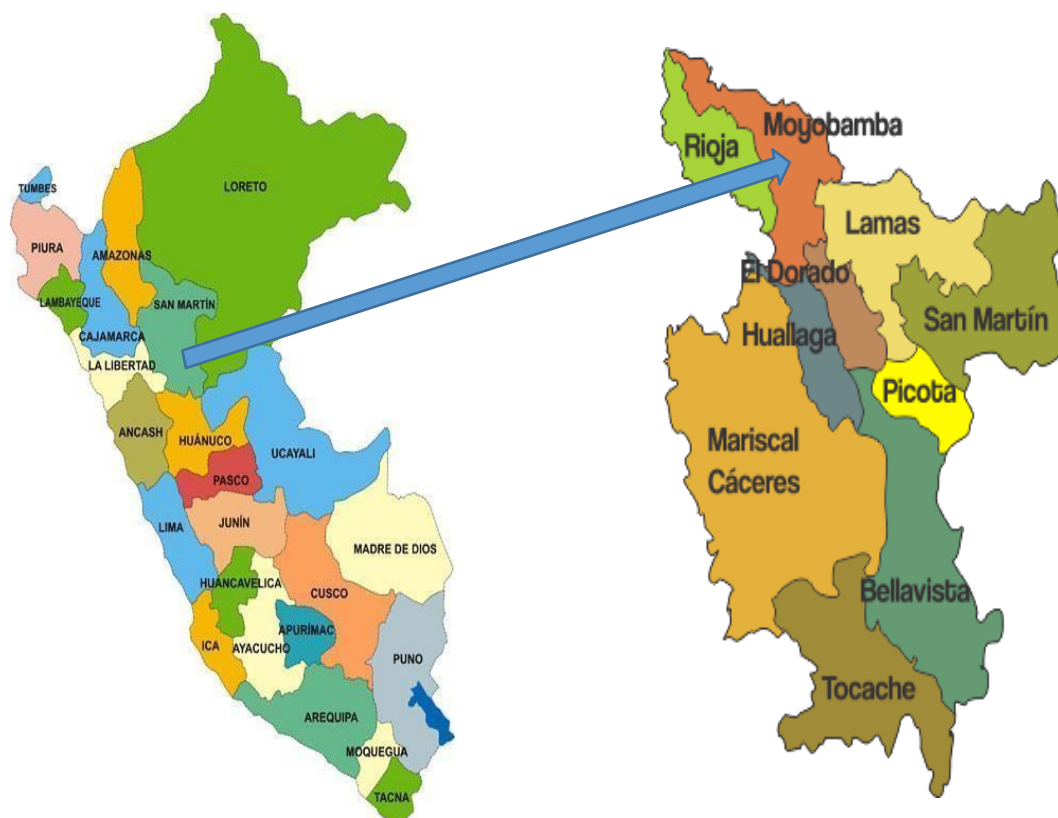 LORETO
TUMBES
PIURA
AMAZONAS
LAMBAYEQUE
SAN MARTÍN
CAJAMARCA
LA LIBERTAD
ANCASH
HUÁNUCO
UCAYALI
PASCO
LIMA
JUNÍN
MADRE DE DIOS
HUANCAVELICA
CUSCO
APURÍMAC
ICA
AYACUCHO
PUNO
AREQUIPA
MOQUEGUA
TACNA
Moyobamba
Rioja
Lamas
El Dorado
San Martín
Huallaga
Picota
Mariscal
Cáceres
Bellavista
Tocache